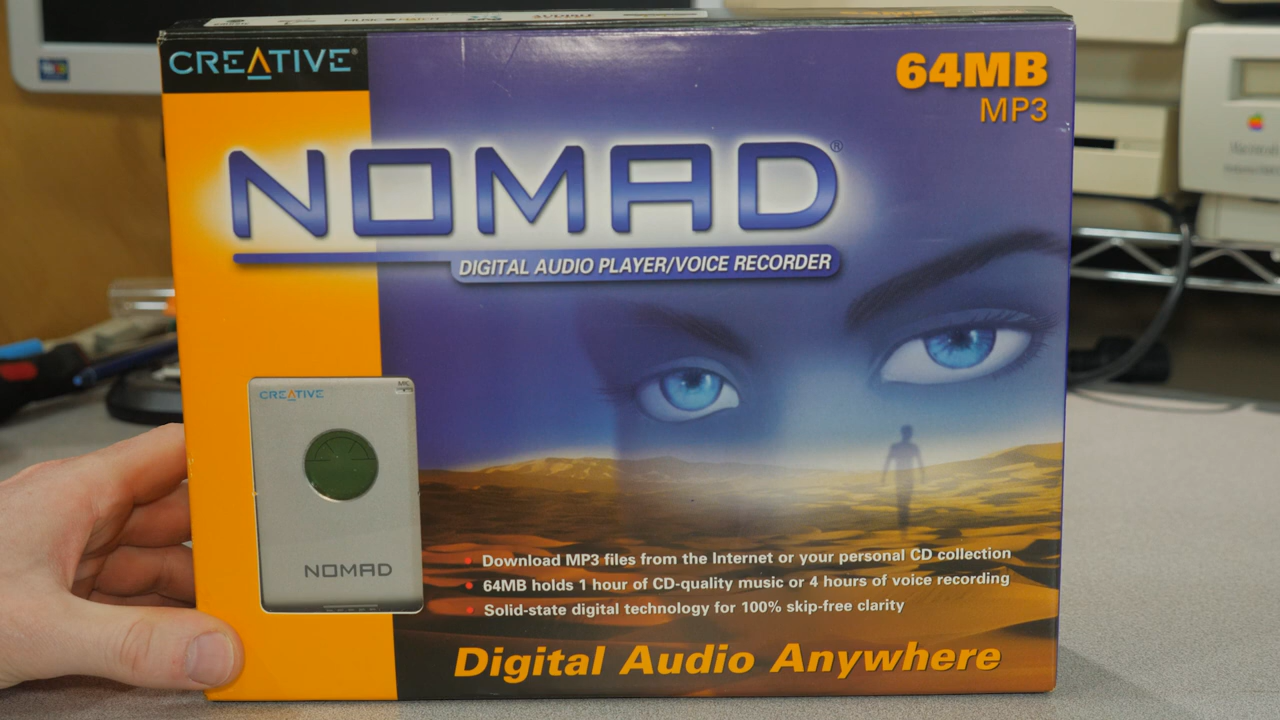 CREATIVE®
64MB
MP3
NOMAD®
DIGITAL AUDIO PLAYER/VOICE RECORDER
MIC
CREATIVE
NOMAD
• Download MP3 files from the Internet or your personal CD collection
• 64MB holds 1 hour of CD-quality music or 4 hours of voice recording
• Solid-state digital technology for 100% skip-free clarity
Digital Audio Anywhere